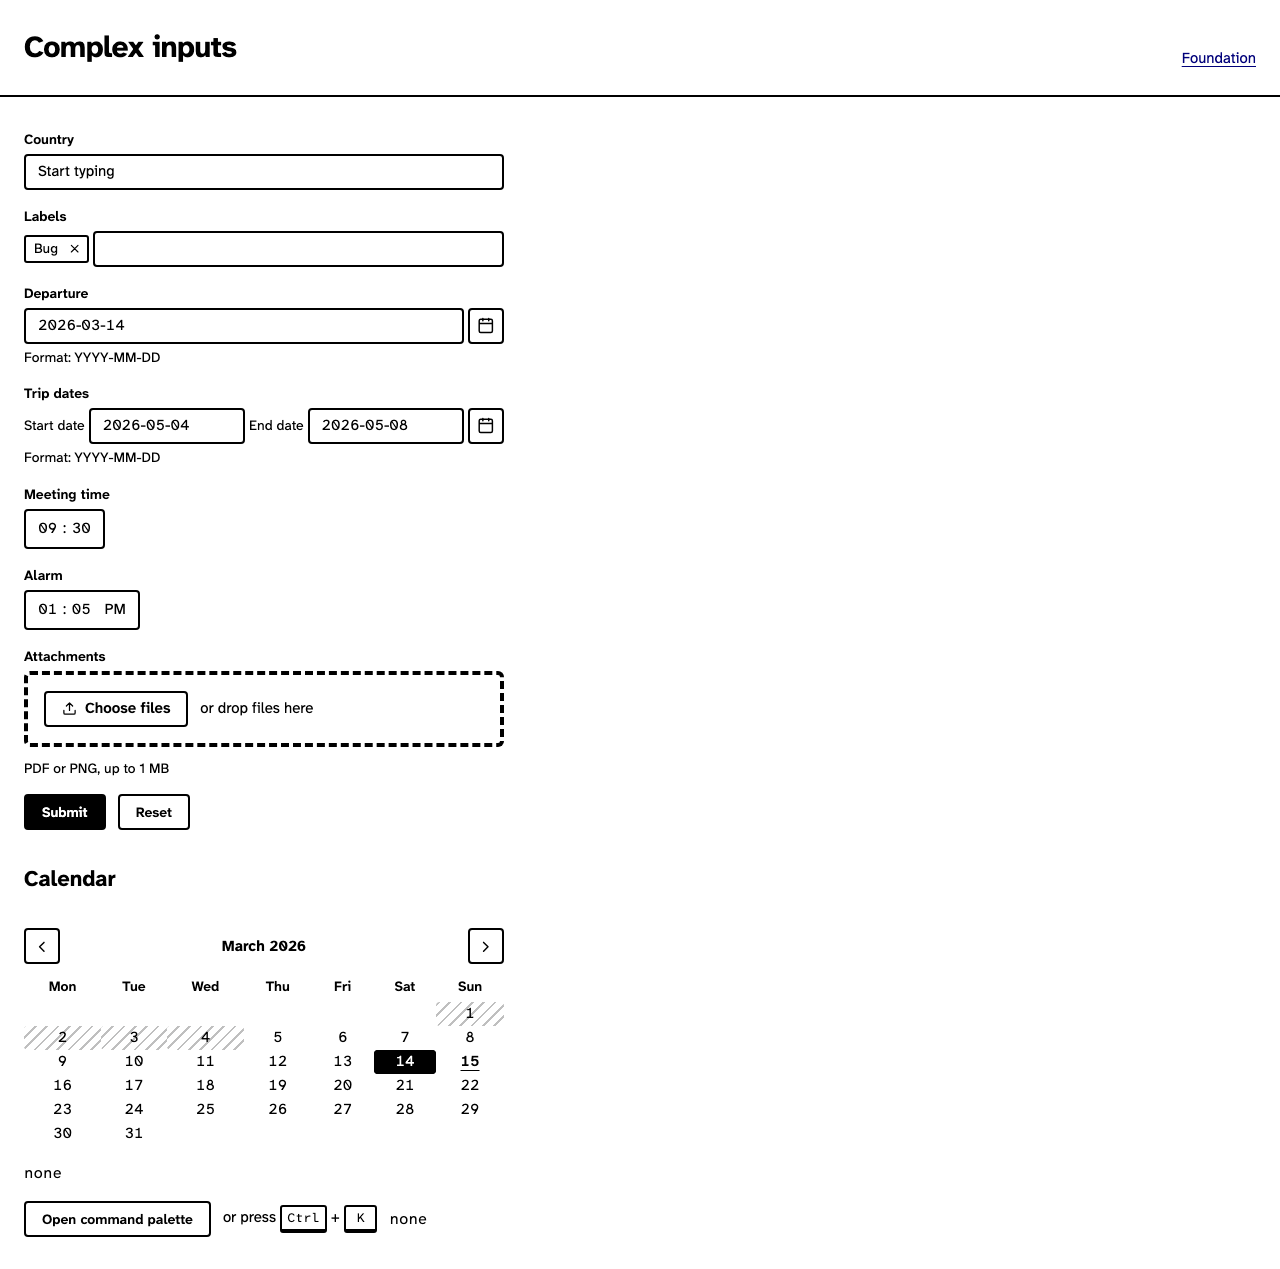 Complex inputs
Foundation
Country
Start typing
Labels
Bug ×
Departure
2026-03-14
Format: YYYY-MM-DD
Trip dates
Start date 2026-05-04 End date 2026-05-08
Format: YYYY-MM-DD
Meeting time
09 : 30
Alarm
01 : 05 PM
Attachments
Choose files or drop files here
PDF or PNG, up to 1 MB
Submit Reset
Calendar
March 2026
Mon Tue Wed Thu Fri Sat Sun
1
2 3 4 5 6 7 8
9 10 11 12 13 14 15
16 17 18 19 20 21 22
23 24 25 26 27 28 29
30 31
none
Open command palette or press Ctrl + K none